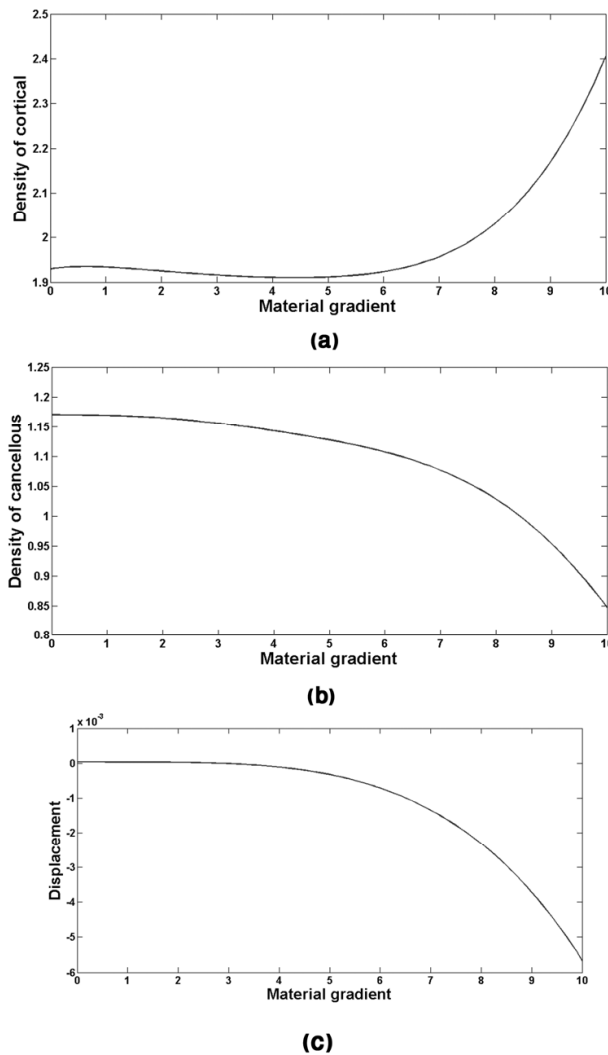 2.5
2.4
2.3
2.2
2.1
2
1.9
Density of cortical
0 1 2 3 4 5 6 7 8 9 10
Material gradient
(a)
1.25
1.2
1.15
1.1
1.05
1
0.95
0.9
0.85
0.8
Density of cancellous
0 1 2 3 4 5 6 7 8 9 10
Material gradient
(b)
x 10-3
1
0
-1
-2
-3
-4
-5
-6
Displacement
0 1 2 3 4 5 6 7 8 9 10
Material gradient
(c)